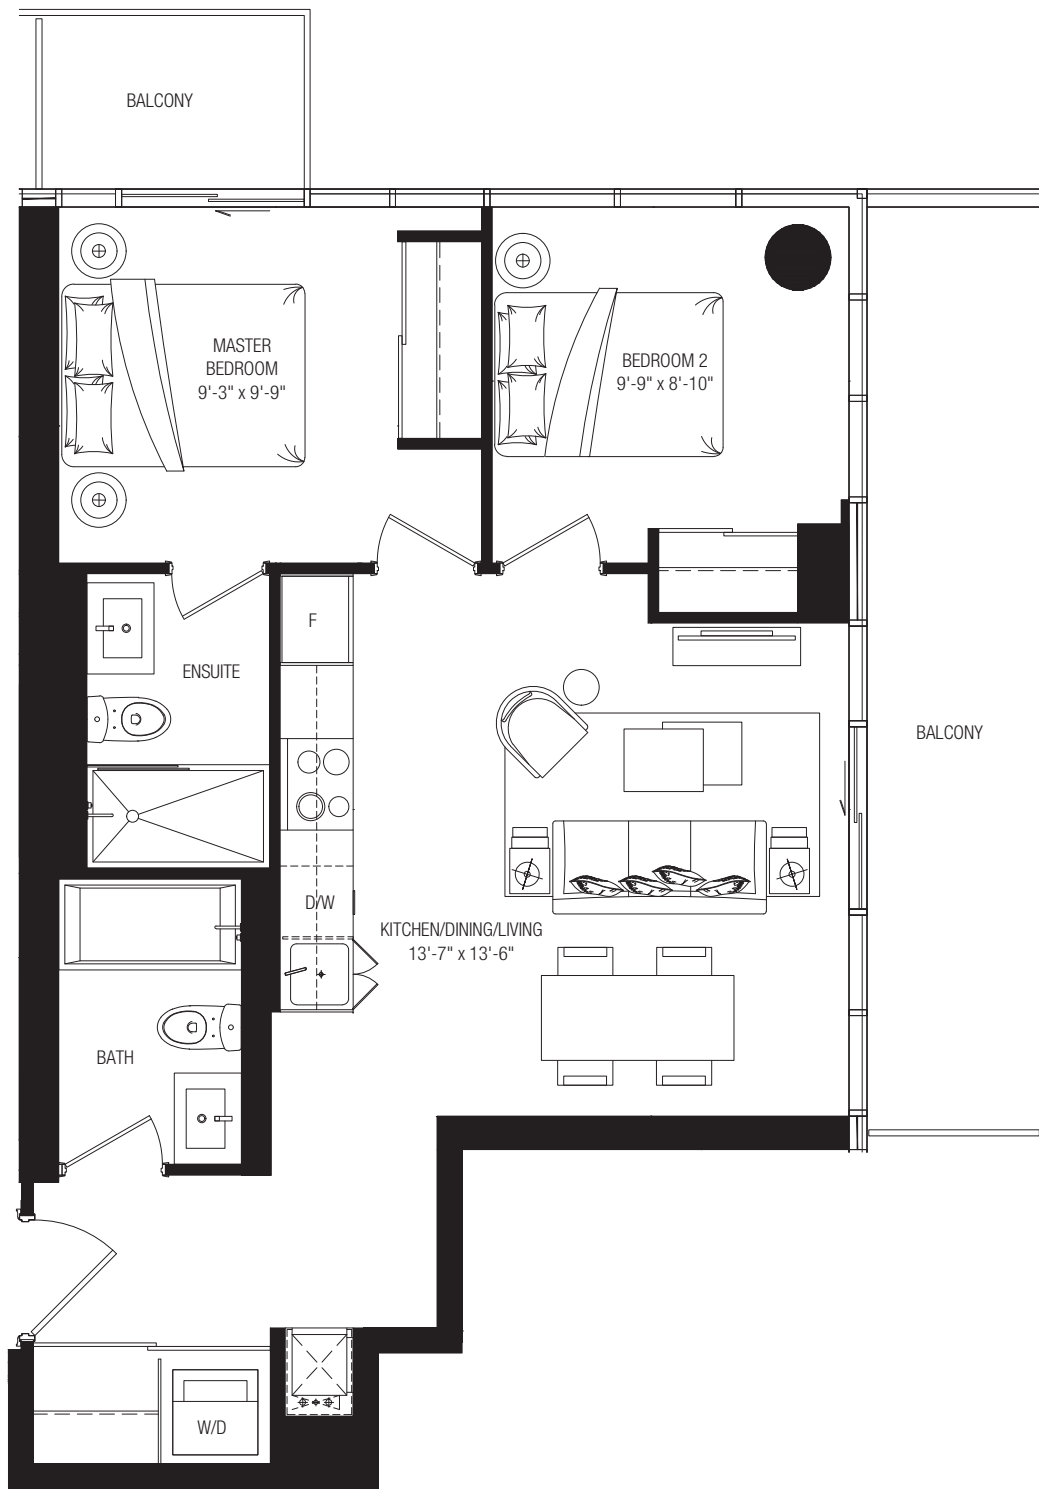 BALCONY
MASTER
BEDROOM
9'-3" x 9'-9"
BEDROOM 2
9'-9" x 8'-10"
F
ENSUITE
BALCONY
D/W
KITCHEN/DINING/LIVING
13'-7" x 13'-6"
BATH
W/D